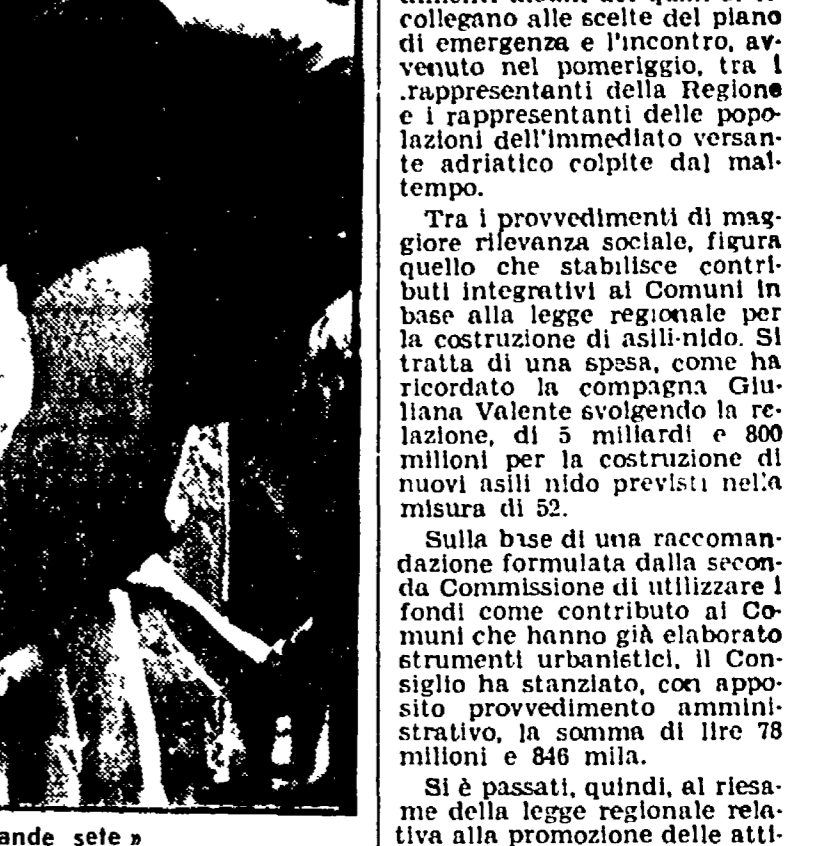 collegano alle scelte del piano
di emergenza e l'incontro, av-
venuto nel pomeriggio, tra i
.rappresentanti della Regione
e i rappresentanti delle popo-
lazioni dell'immediato versan-
te adriatico colpite dal mal-
tempo.
Tra i provvedimenti di mag-
giore rilevanza sociale, figura
quello che stabilisce contri-
buti integrativi ai Comuni in
base alla legge regionale per
la costruzione di asili-nido. Si
tratta di una spesa, come ha
ricordato la compagna Giu-
liana Valente svolgendo la re-
lazione, di 5 miliardi e 800
milioni per la costruzione di
nuovi asili nido previsti nella
misura di 52.
Sulla base di una raccoman-
dazione formulata dalla secon-
da Commissione di utilizzare i
fondi come contributo ai Co-
muni che hanno già elaborato
strumenti urbanistici, il Con-
siglio ha stanziato, con appo-
sito provvedimento ammini-
strativo, la somma di lire 78
milioni e 846 mila.
Si è passati, quindi, al riesa-
me della legge regionale rela-
tiva alla promozione delle atti-
ande sete »